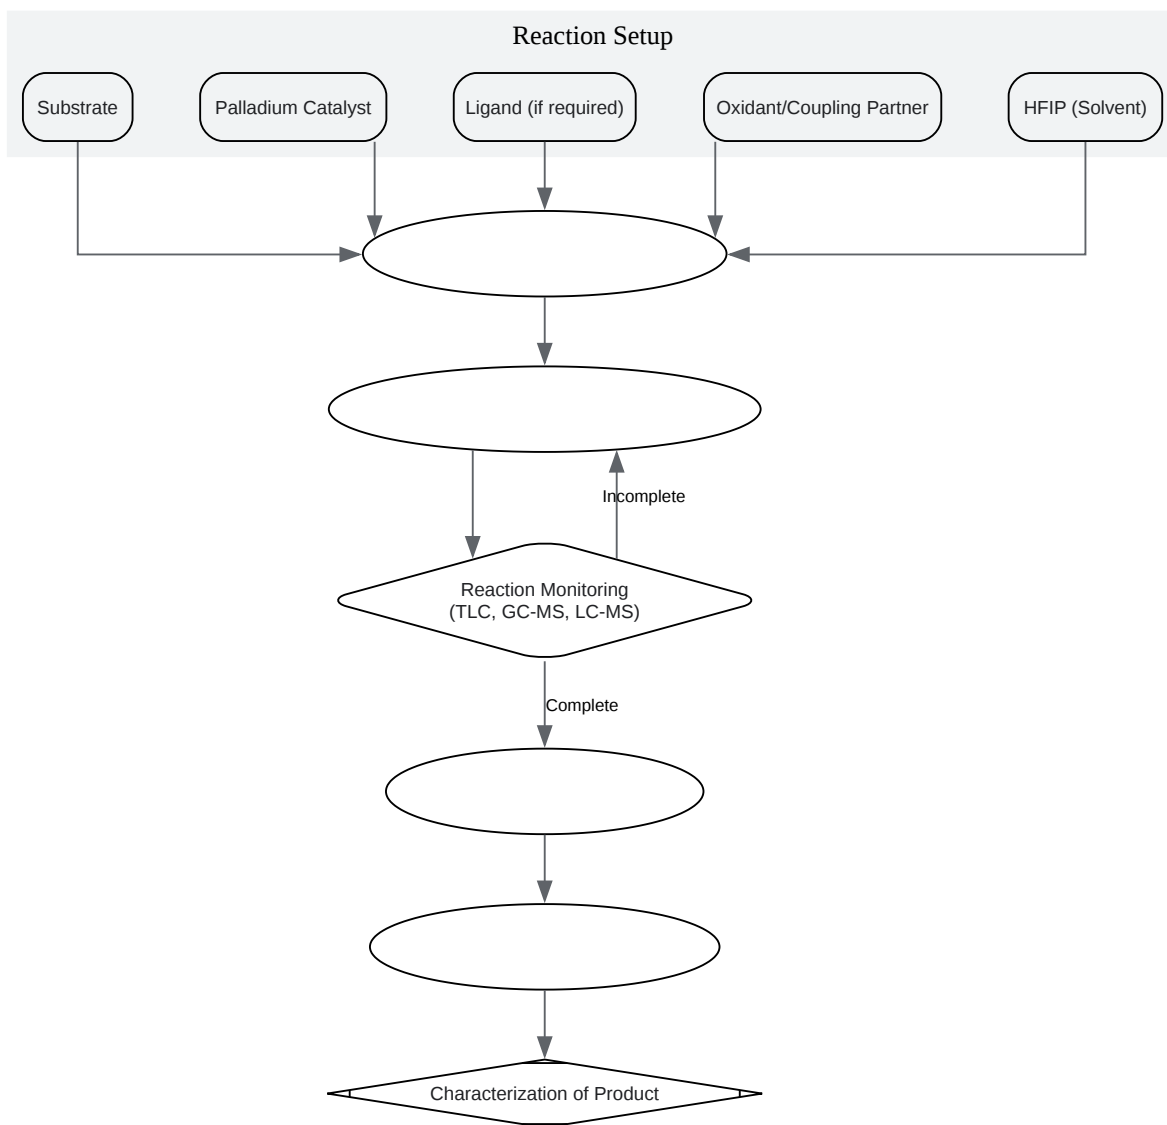 Reaction Setup
Substrate
Palladium Catalyst
Ligand (if required)
Oxidant/Coupling Partner
HFIP (Solvent)
Incomplete
Reaction Monitoring
(TLC, GC-MS, LC-MS)
Complete
Characterization of Product